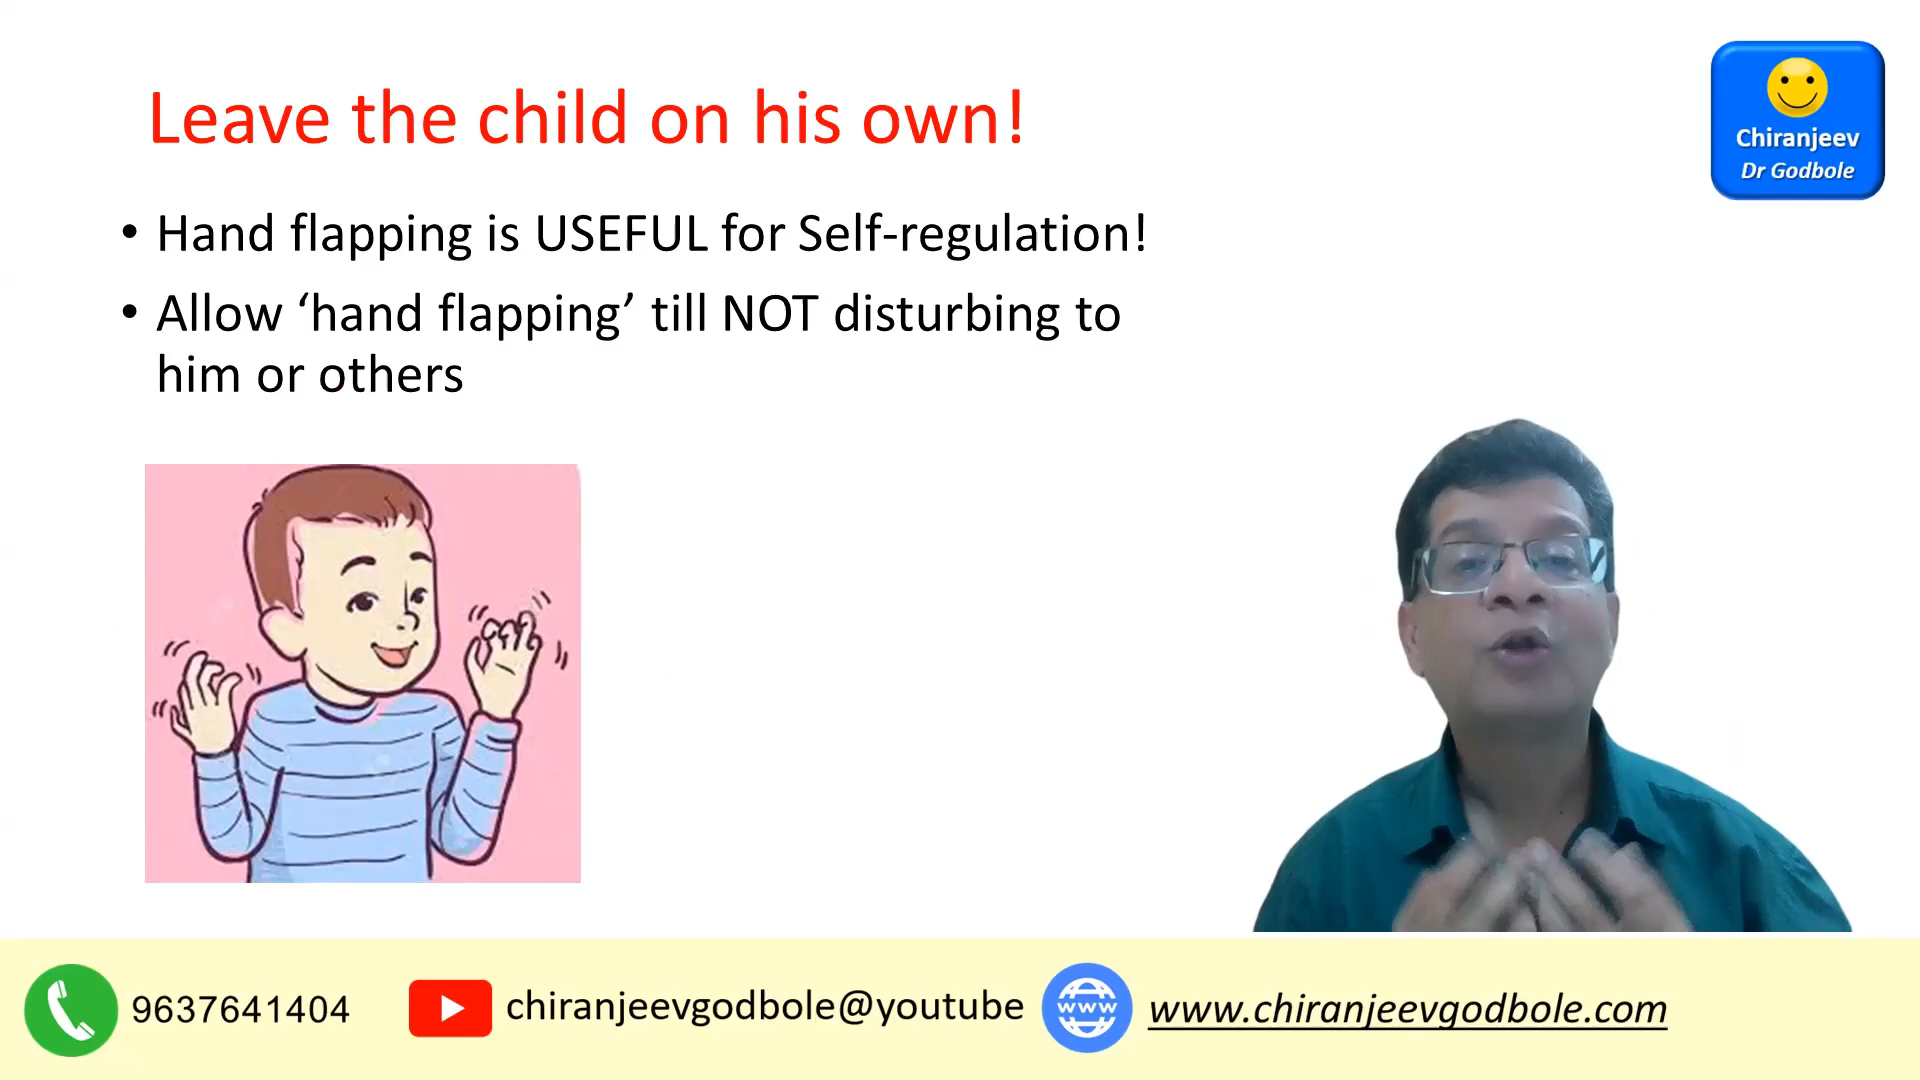 Leave the child on his own!
Chiranjeev
Dr Godbole
• Hand flapping is USEFUL for Self-regulation!
• Allow ‘hand flapping’ till NOT disturbing to
him or others
9637641404
chiranjeevgodbole@youtube
www
www.chiranjeevgodbole.com